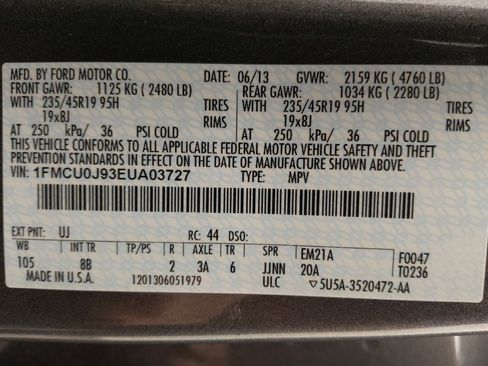 MFD. BY FORD MOTOR CO. DATE: 06/13 GVWR: 2159 KG ( 4760 LB)
FRONT GAWR: 1125 KG ( 2480 LB) REAR GAWR: 1034 KG ( 2280 LB)
WITH 235/45R19 95H TIRES WITH 235/45R19 95H TIRES
19x8J RIMS 19x8J RIMS
AT 250 kPa/ 36 PSI COLD AT 250 kPa/ 36 PSI COLD
THIS VEHICLE CONFORMS TO ALL APPLICABLE FEDERAL MOTOR VEHICLE SAFETY AND THEFT
PREVENTION STANDARDS IN EFFECT ON THE DATE OF MANUFACTURE SHOWN ABOVE.
VIN: 1FMCU0J93EUA03727 TYPE: MPV
EXT PNT: UJ RC: 44 DSO:
WB INT TR TP/PS R AXLE TR SPR EM21A F0047
105 8B 2 3A 6 JJNN 20A T0236
MADE IN U.S.A. 1201306051979 ULC ▽5U5A-3520472-AA